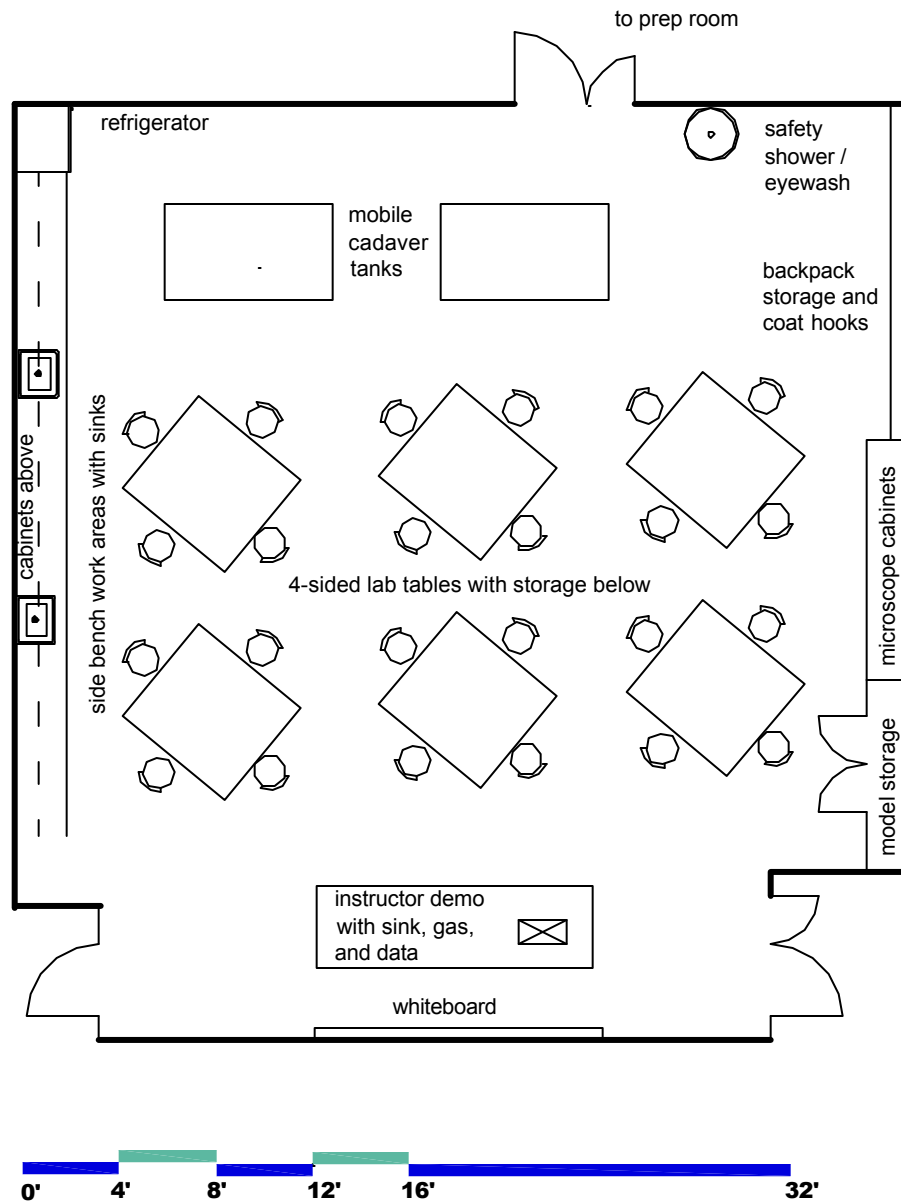 to prep room
refrigerator
safety
shower /
eyewash
mobile
cadaver
tanks
backpack
storage and
coat hooks
cabinets above
side bench work areas with sinks
microscope cabinets
4-sided lab tables with storage below
model storage
instructor demo
with sink, gas,
and data
whiteboard
0' 4' 8' 12' 16' 32'